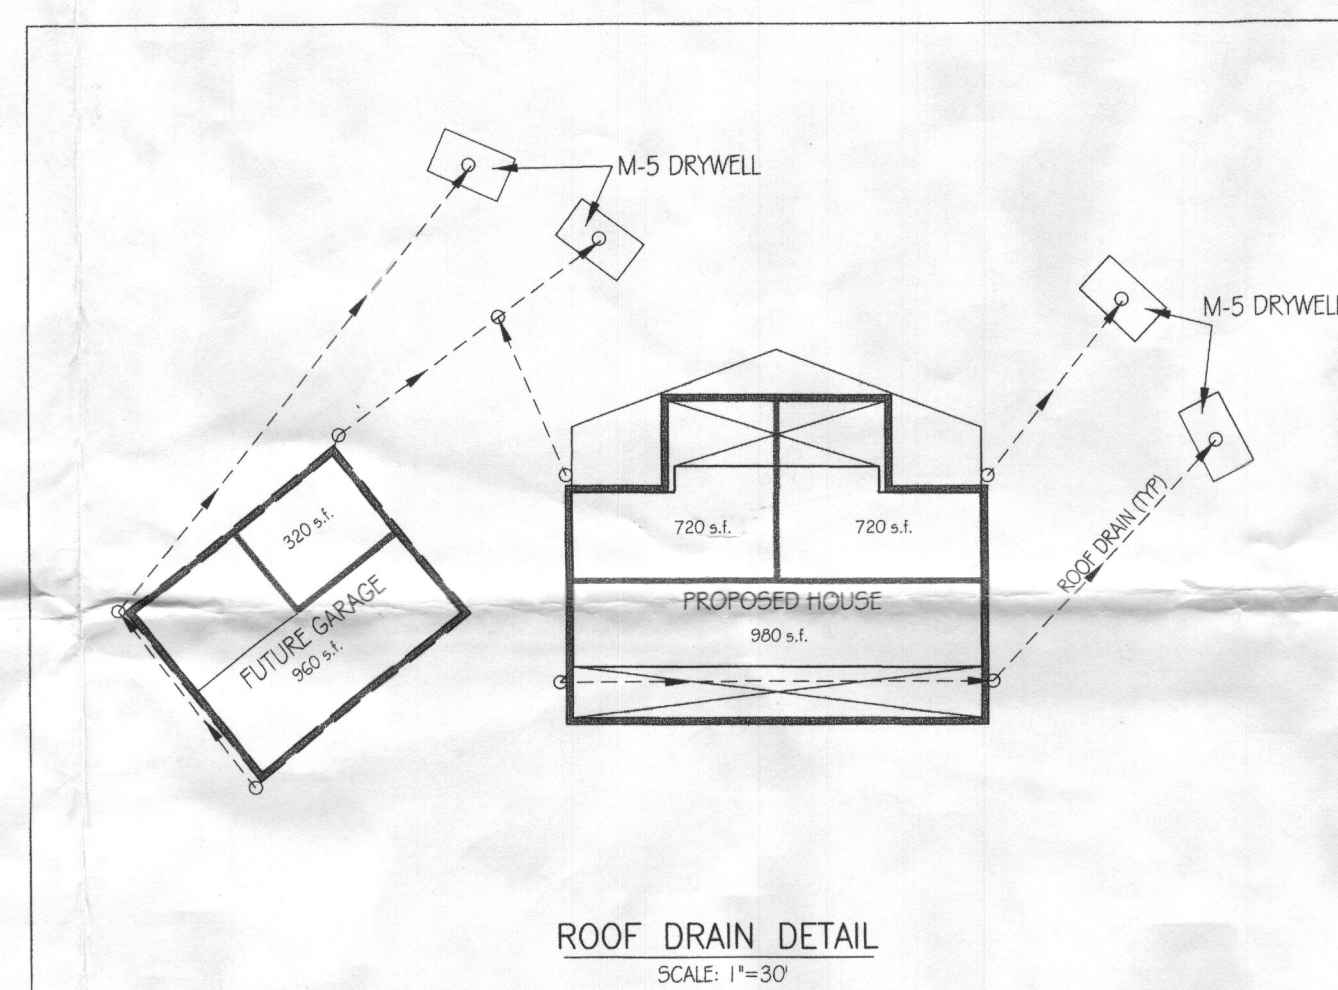 M-5 DRYWELL
M-5 DRYWELL
720 s.f.
720 s.f.
320 s.f.
ROOF DRAIN (TYP)
PROPOSED HOUSE
980 s.f.
FUTURE GARAGE
960 s.f.
ROOF DRAIN DETAIL
SCALE: 1"=30'